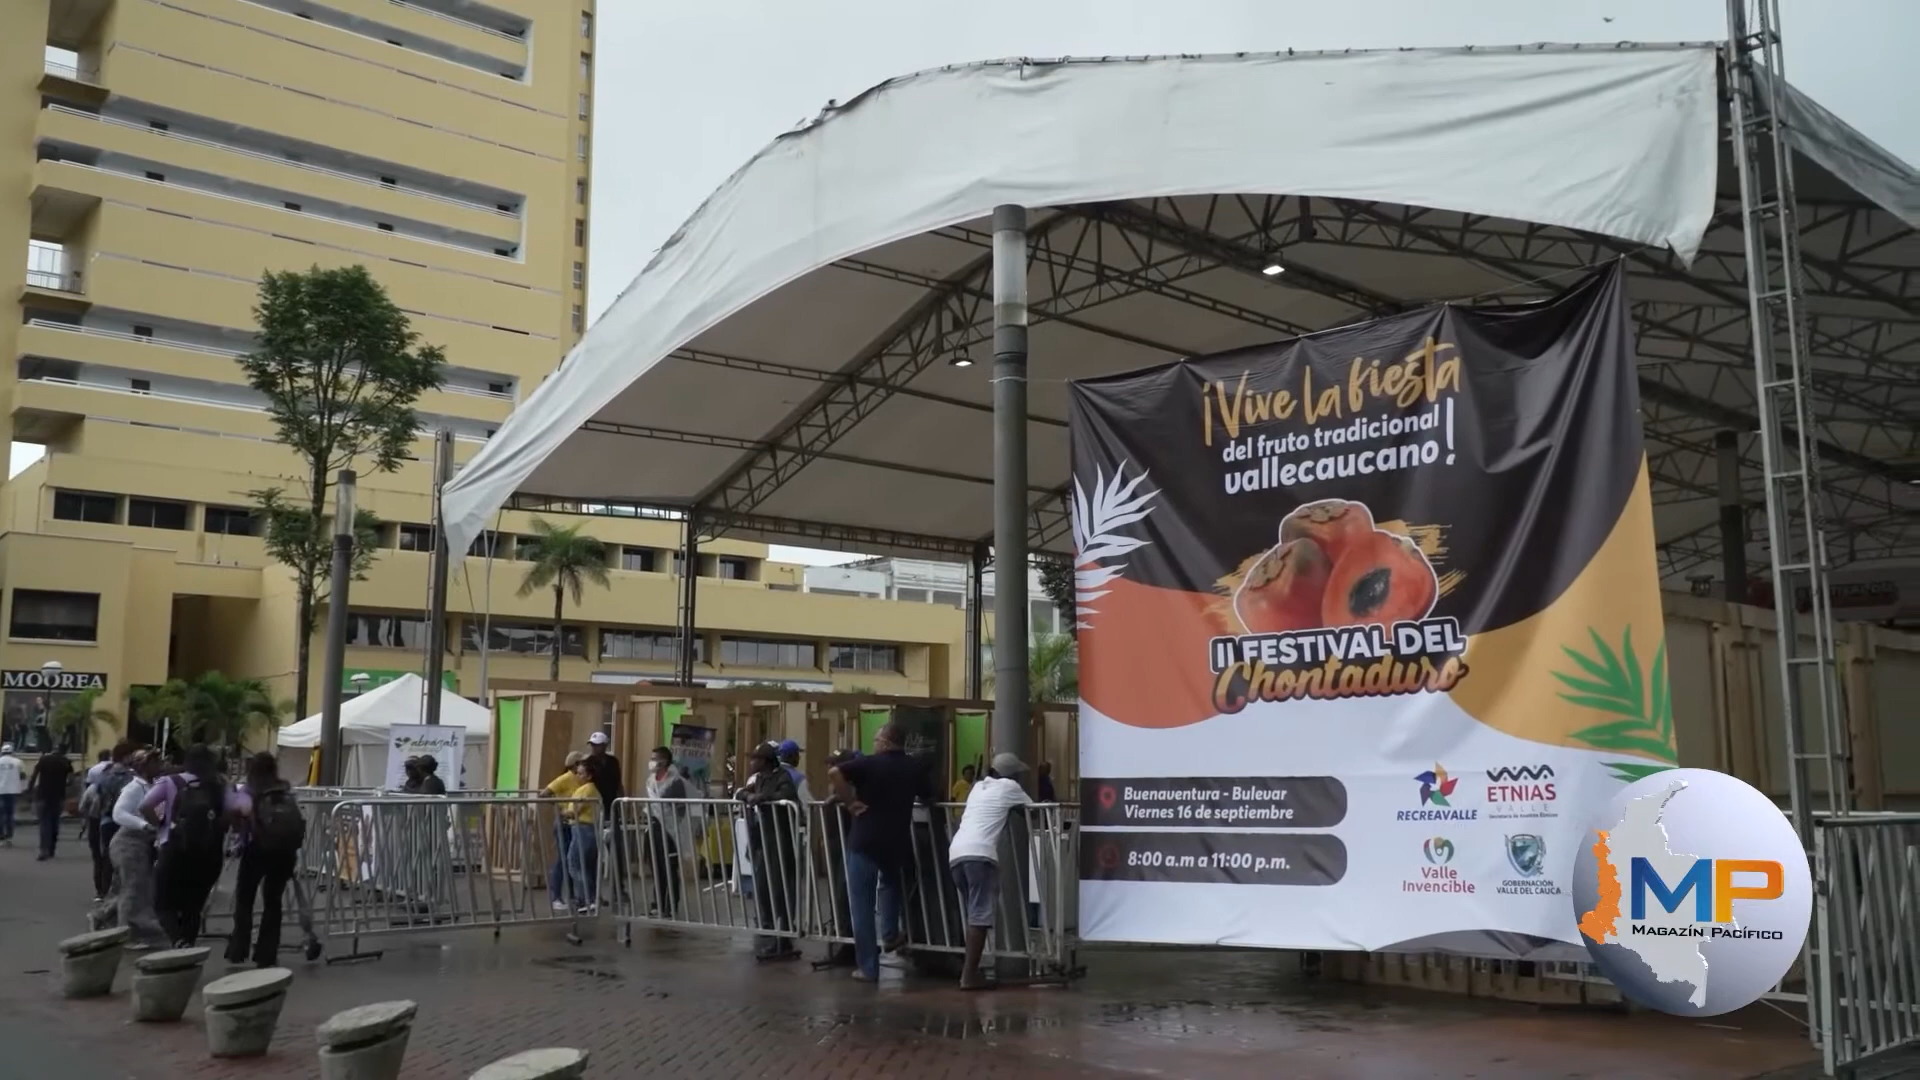 ¡Vive la fiesta
del fruto tradicional
vallecaucano!
II FESTIVAL DEL
Chontaduro
Buenaventura - Bulevar
Viernes 16 de septiembre
8:00 a.m a 11:00 p.m.
RECREAVALLE
ETNIAS
VALLE
Valle
Invencible
GOBERNACIÓN
VALLE DEL CAUCA
MOOREA
MP
MAGAZÍN PACÍFICO